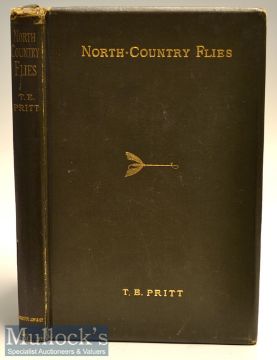 NORTH
COUNTRY
FLIES
T. E.
PRITT
NORTH-COUNTRY FLIES
T. E. PRITT
Mullock's
Specialist Auctioneers & Valuers